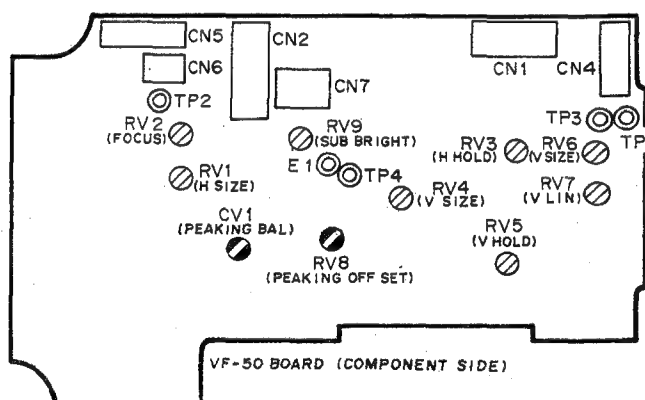 CN5
CN2
CN6
CN7
CN1
CN4
TP2
TP3
TP
RV2
(FOCUS)
RV9
(SUB BRIGHT)
RV3
(H HOLD)
RV6
(V SIZE)
E1
TP4
RV1
(H SIZE)
RV4
(V SIZE)
RV7
(V LIN)
CV1
(PEAKING BAL)
RV5
(V HOLD)
RV8
(PEAKING OFF SET)
VF-50 BOARD (COMPONENT SIDE)